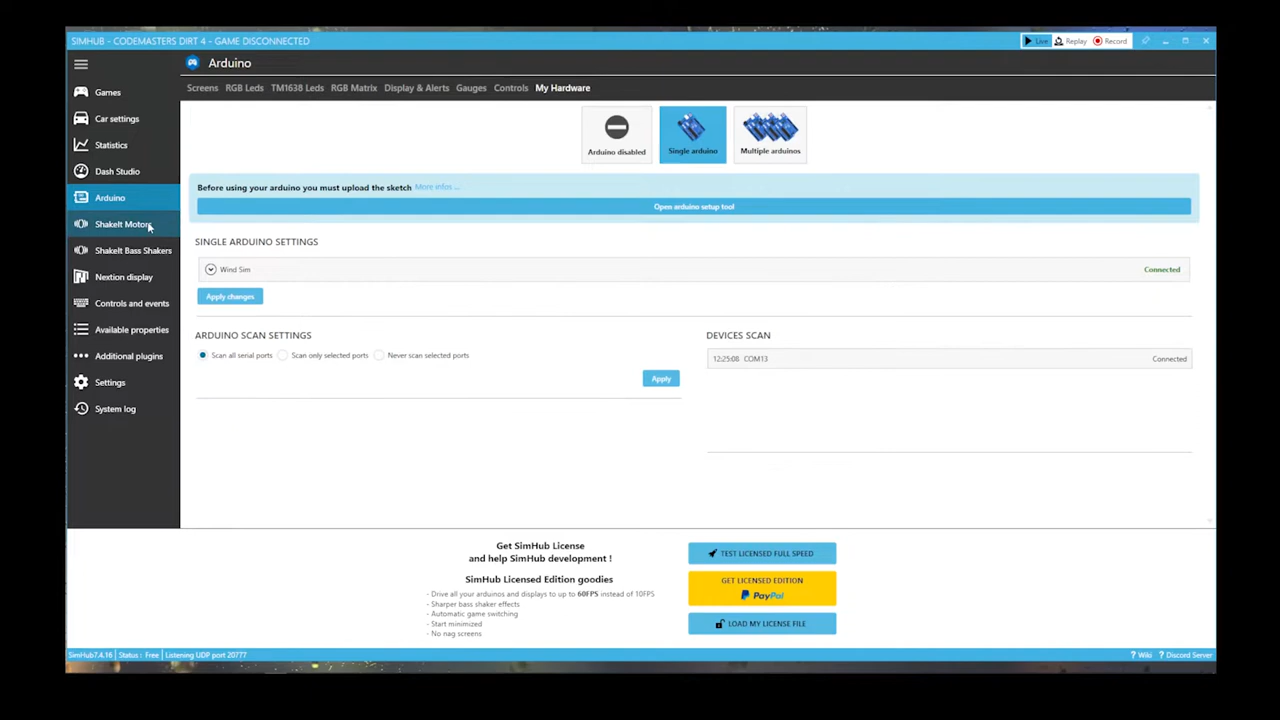 SIMHUB - CODEMASTERS DIRT 4 - GAME DISCONNECTED
Live
Replay
Record
Arduino
Games
Car settings
Statistics
Dash Studio
Arduino
ShakeIt Motors
ShakeIt Bass Shakers
Nextion display
Controls and events
Available properties
Additional plugins
Settings
System log
Screens RGB Leds TM1638 Leds RGB Matrix Display & Alerts Gauges Controls My Hardware
Arduino disabled
Single arduino
Multiple arduinos
Before using your arduino you must upload the sketch More infos ...
Open arduino setup tool
SINGLE ARDUINO SETTINGS
Wind Sim
Connected
Apply changes
ARDUINO SCAN SETTINGS
Scan all serial ports Scan only selected ports Never scan selected ports
Apply
DEVICES SCAN
12:25:08 COM13 Connected
Get SimHub License
and help SimHub development !
SimHub Licensed Edition goodies
- Drive all your arduinos and displays to up to 60FPS instead of 10FPS
- Sharper bass shaker effects
- Automatic game switching
- Start minimized
- No nag screens
TEST LICENSED FULL SPEED
GET LICENSED EDITION
PayPal
LOAD MY LICENSE FILE
SimHub7.4.16 Status : Free Listening UDP port 20777
? Wiki ? Discord Server